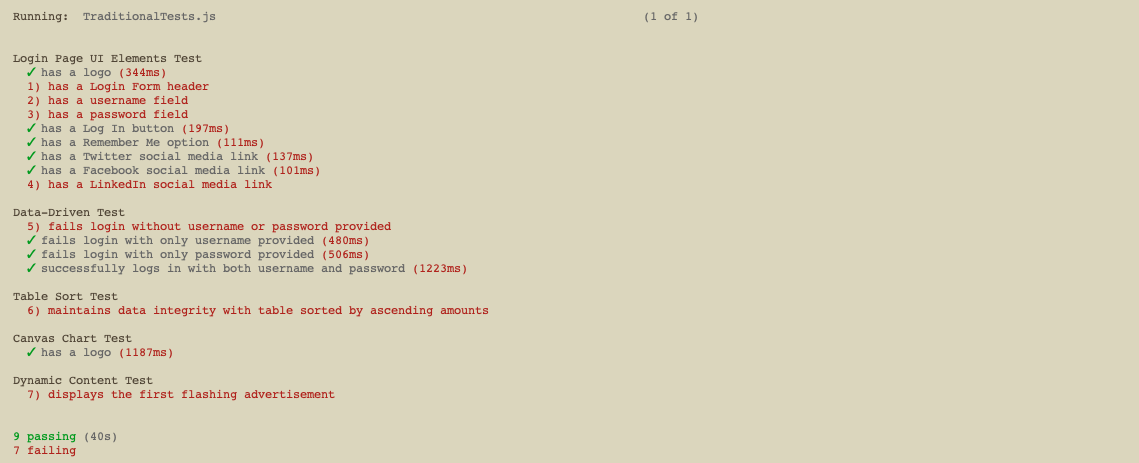 Running: TraditionalTests.js (1 of 1)
Login Page UI Elements Test
✓ has a logo (344ms)
1) has a Login Form header
2) has a username field
3) has a password field
✓ has a Log In button (197ms)
✓ has a Remember Me option (111ms)
✓ has a Twitter social media link (137ms)
✓ has a Facebook social media link (101ms)
4) has a LinkedIn social media link
Data-Driven Test
5) fails login without username or password provided
✓ fails login with only username provided (480ms)
✓ fails login with only password provided (506ms)
✓ successfully logs in with both username and password (1223ms)
Table Sort Test
6) maintains data integrity with table sorted by ascending amounts
Canvas Chart Test
✓ has a logo (1187ms)
Dynamic Content Test
7) displays the first flashing advertisement
9 passing (40s)
7 failing